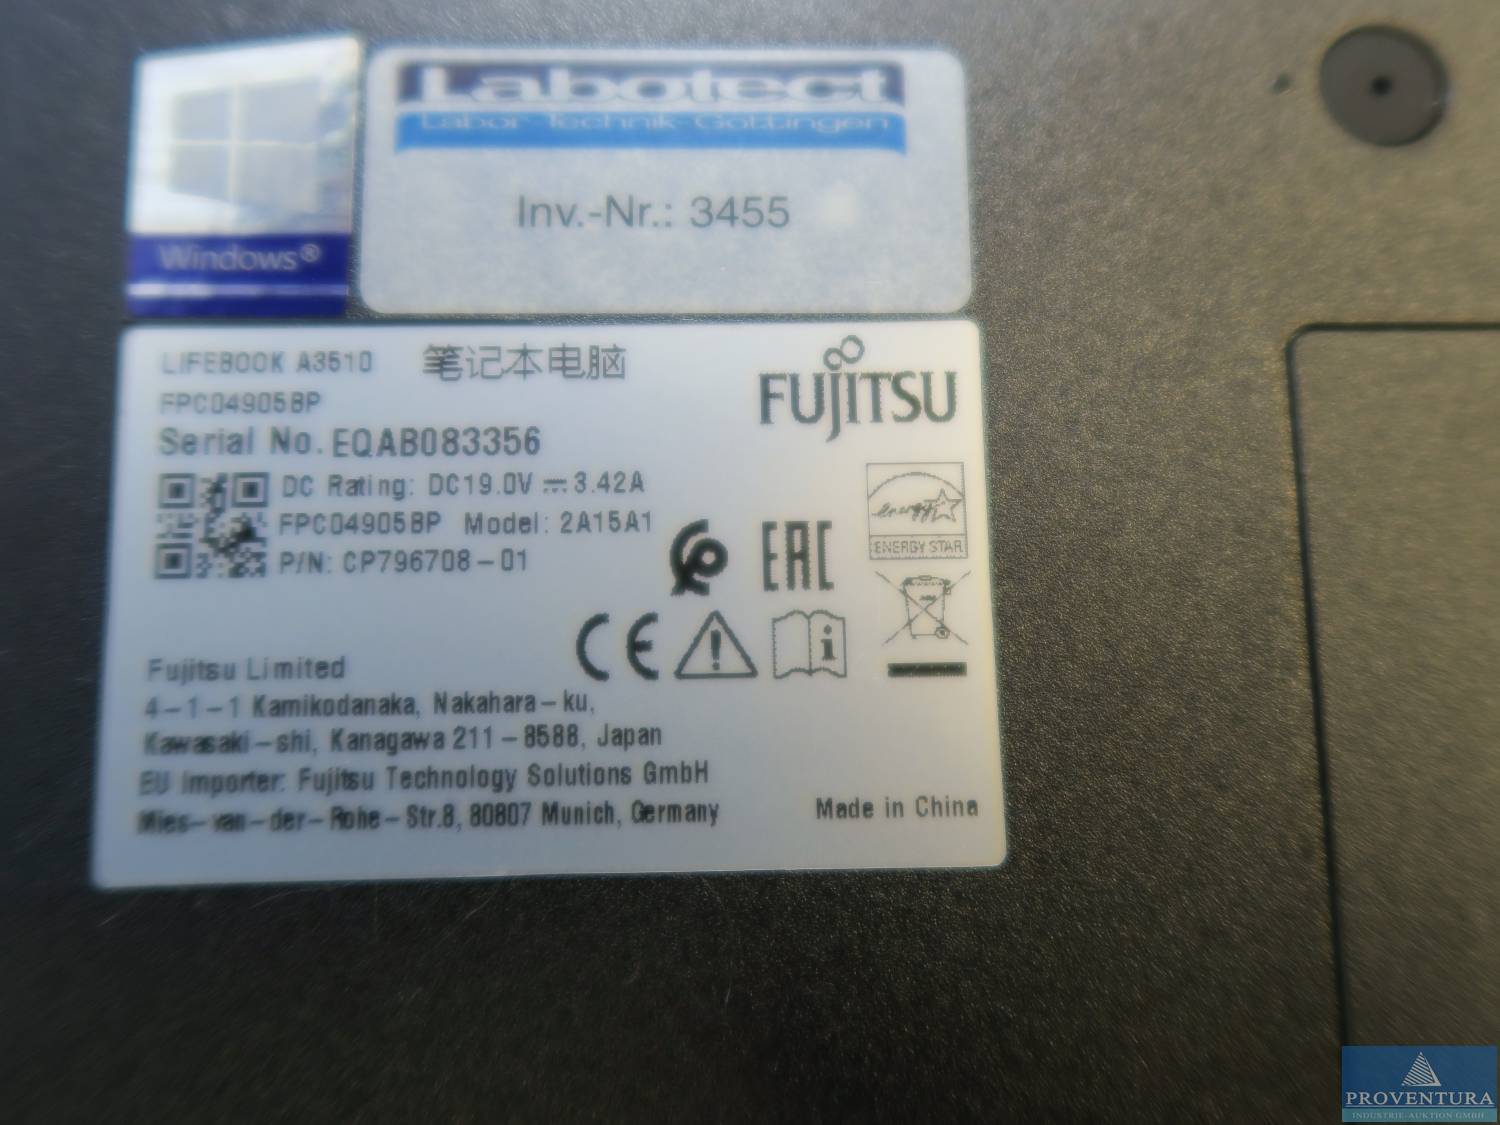 Labotect
Labor-Technik-Göttingen
Inv.-Nr.: 3455
Windows®
LIFEBOOK A3510 笔记本电脑
FUJITSU
FPC04905BP
Serial No. EQAB083356
DC Rating: DC19.0V ⎓ 3.42A
FPC04905BP Model: 2A15A1
P/N: CP796708-01
EAC
energy
ENERGY STAR
CE
i
Fujitsu Limited
4-1-1 Kamikodanaka, Nakahara-ku,
Kawasaki-shi, Kanagawa 211-8588, Japan
EU Importer: Fujitsu Technology Solutions GmbH
Mies-van-der-Rohe-Str.8, 80807 Munich, Germany
Made in China
PROVENTURA
INDUSTRIE-AUKTION GMBH